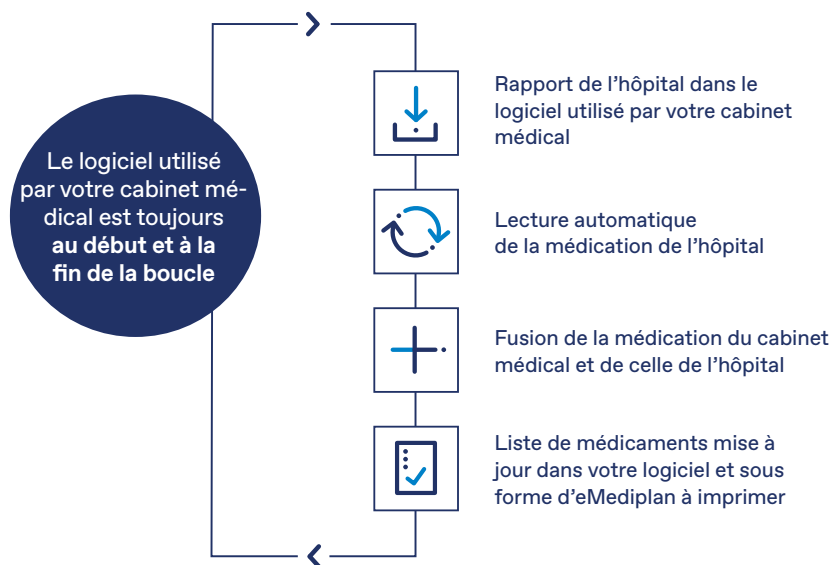 Le logiciel utilisé
par votre cabinet mé-
dical est toujours
au début et à la
fin de la boucle
Rapport de l'hôpital dans le
logiciel utilisé par votre cabinet
médical
Lecture automatique
de la médication de l'hôpital
Fusion de la médication du cabinet
médical et de celle de l'hôpital
Liste de médicaments mise à
jour dans votre logiciel et sous
forme d'eMediplan à imprimer